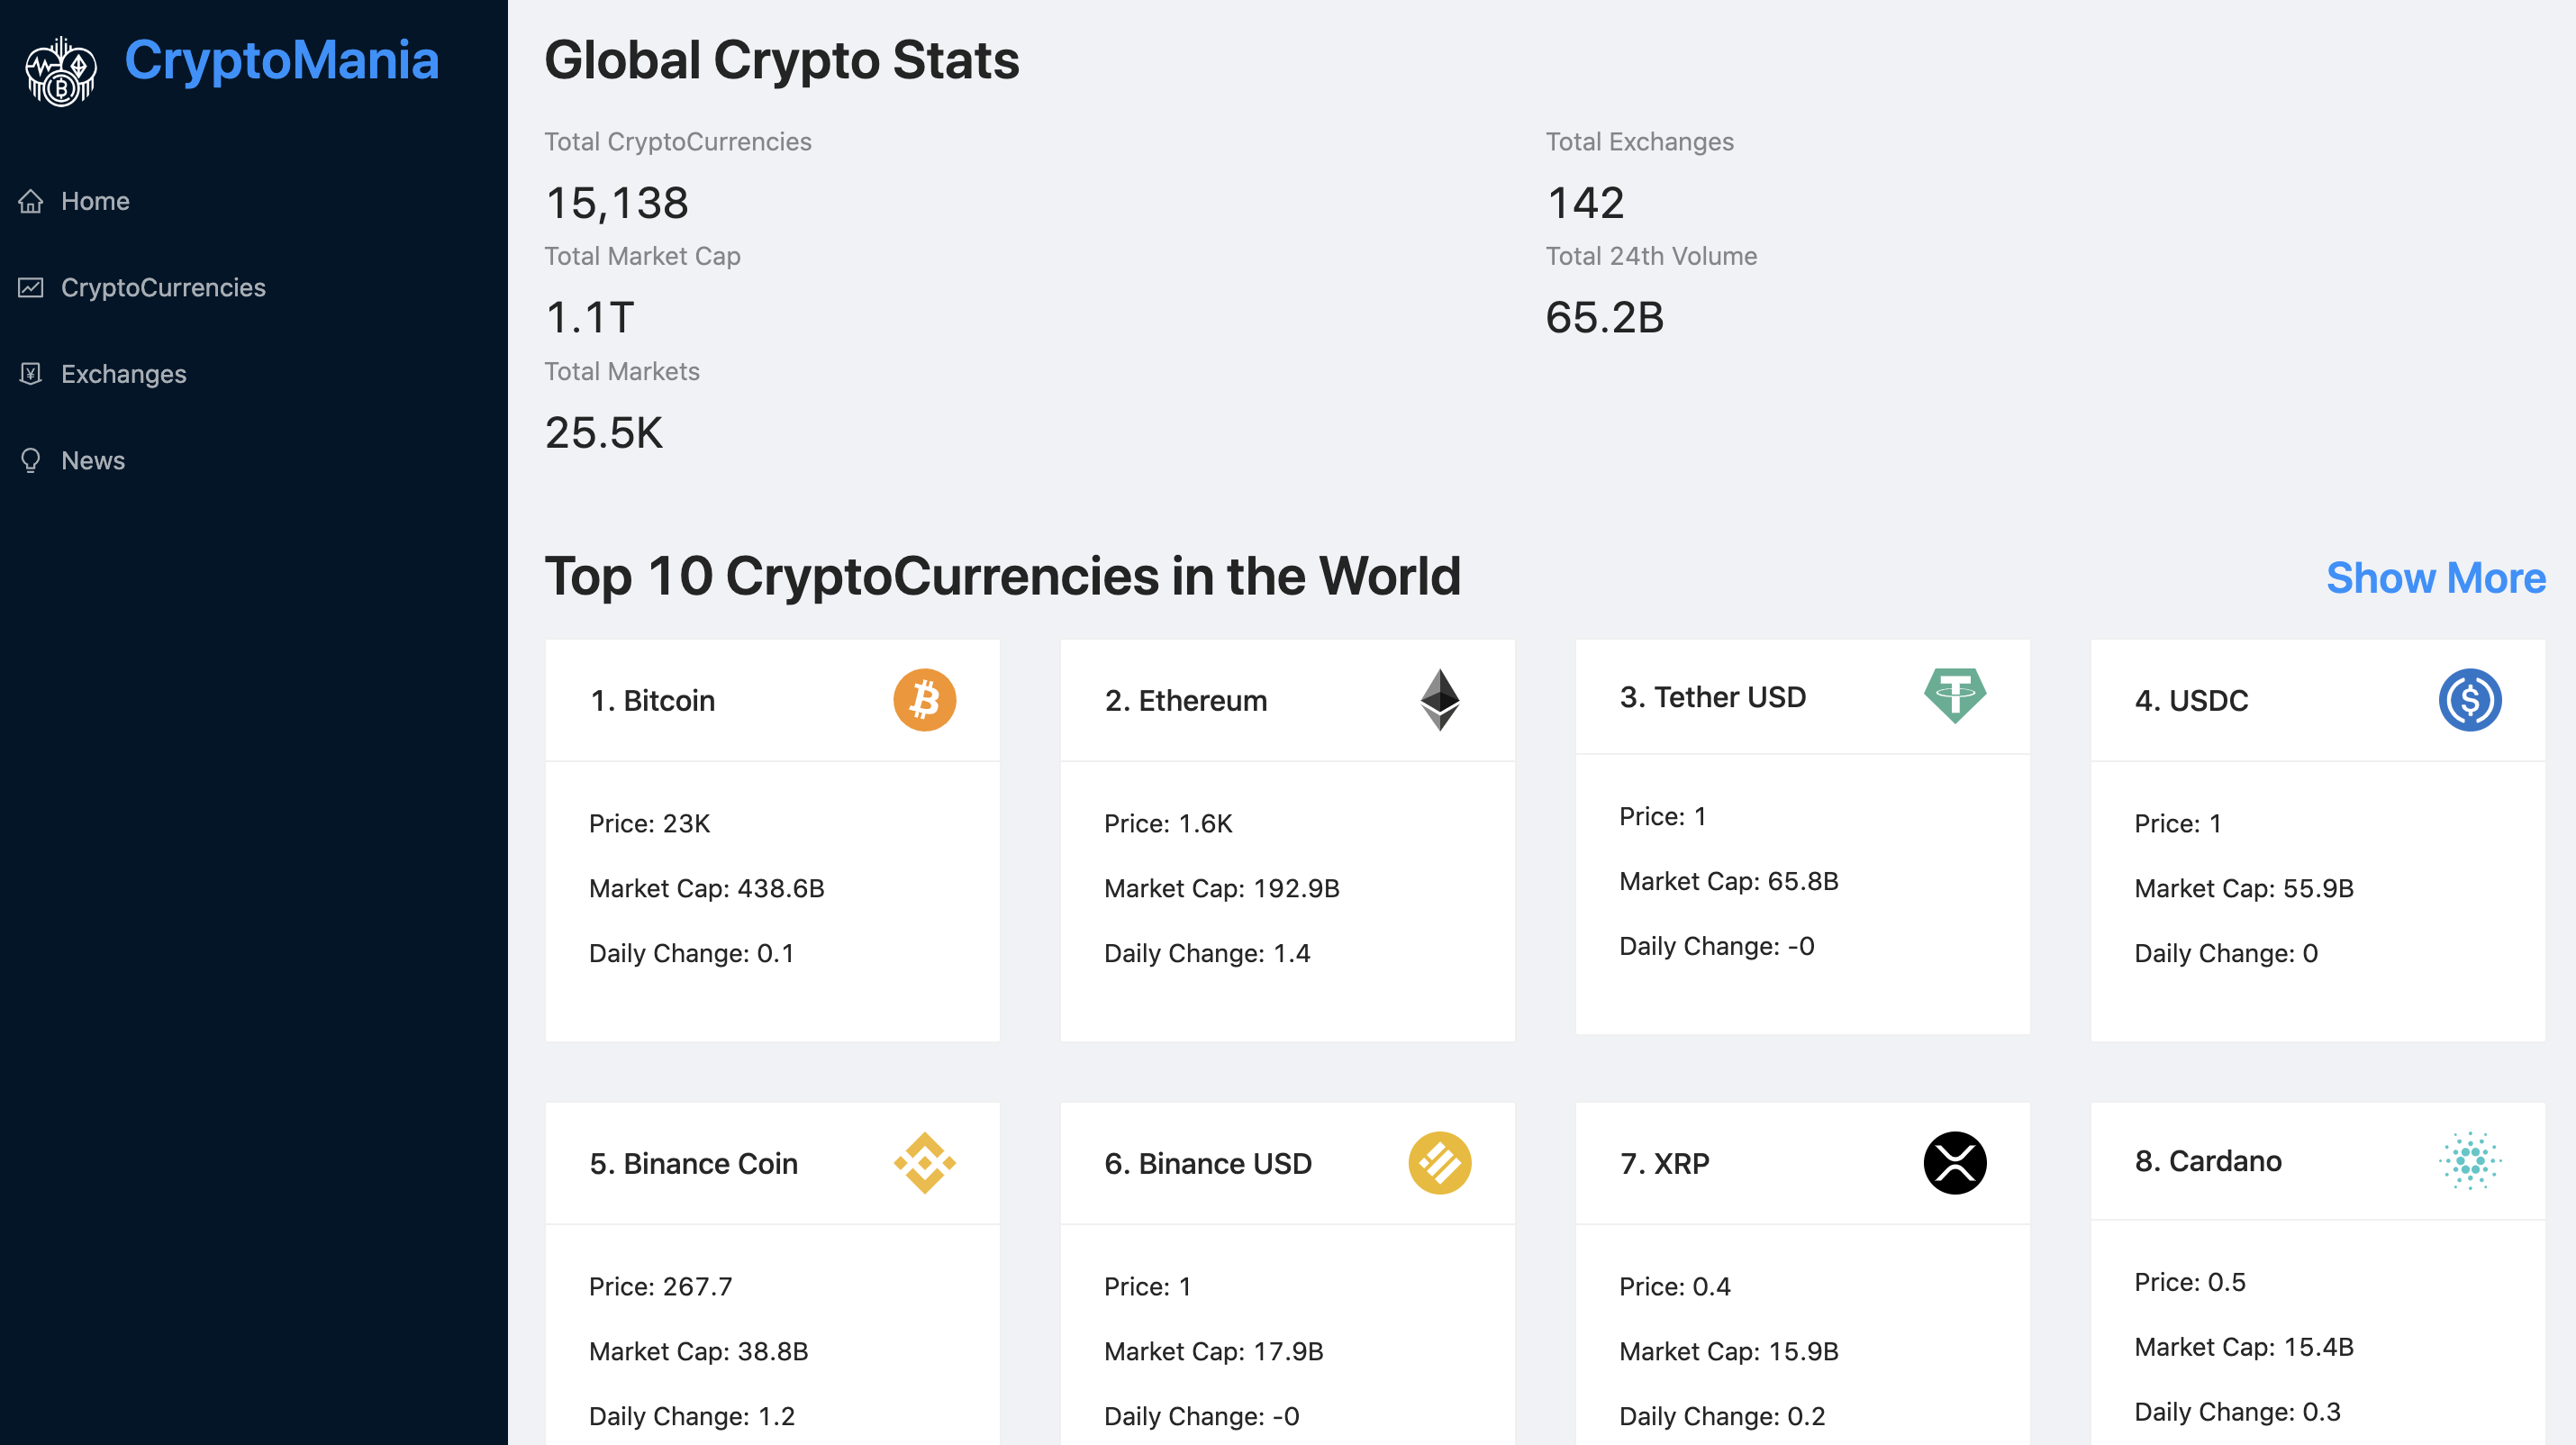 CryptoMania
Home
CryptoCurrencies
Exchanges
News
Global Crypto Stats
Total CryptoCurrencies
15,138
Total Exchanges
142
Total Market Cap
1.1T
Total 24th Volume
65.2B
Total Markets
25.5K
Top 10 CryptoCurrencies in the World
Show More
1. Bitcoin
Price: 23K
Market Cap: 438.6B
Daily Change: 0.1
2. Ethereum
Price: 1.6K
Market Cap: 192.9B
Daily Change: 1.4
3. Tether USD
Price: 1
Market Cap: 65.8B
Daily Change: -0
4. USDC
Price: 1
Market Cap: 55.9B
Daily Change: 0
5. Binance Coin
Price: 267.7
Market Cap: 38.8B
Daily Change: 1.2
6. Binance USD
Price: 1
Market Cap: 17.9B
Daily Change: -0
7. XRP
Price: 0.4
Market Cap: 15.9B
Daily Change: 0.2
8. Cardano
Price: 0.5
Market Cap: 15.4B
Daily Change: 0.3